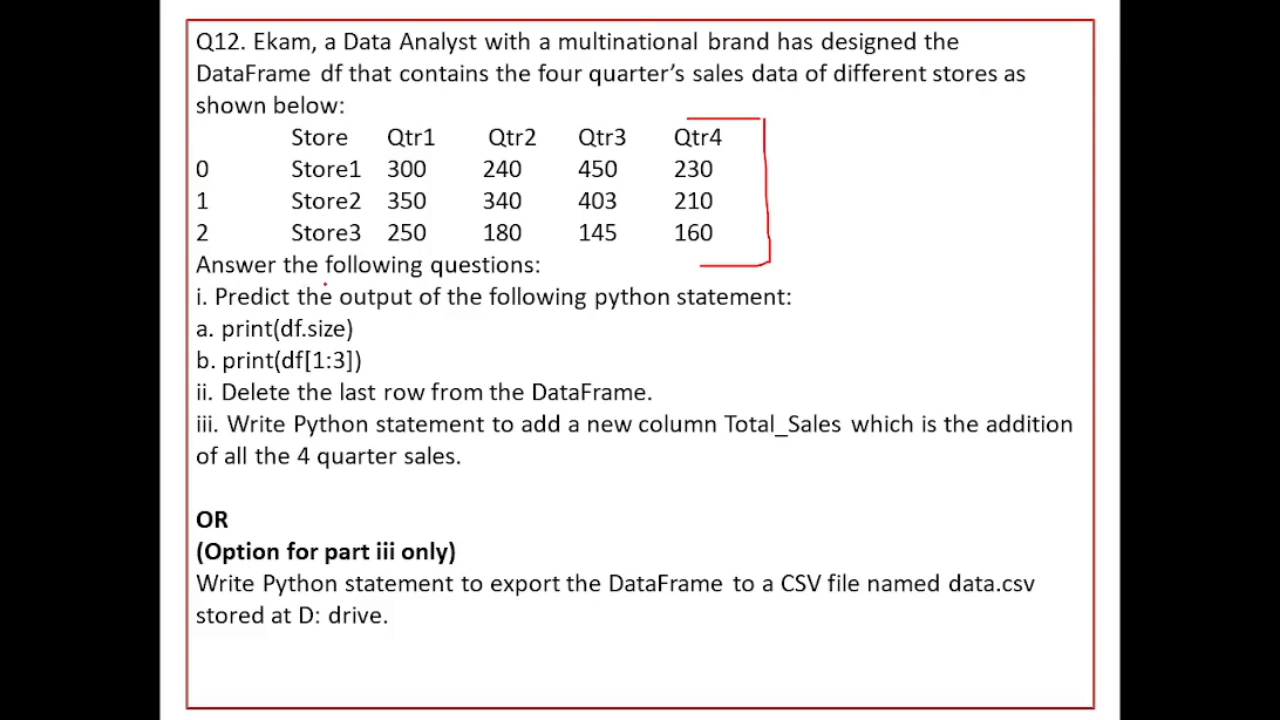 Q12. Ekam, a Data Analyst with a multinational brand has designed the
DataFrame df that contains the four quarter’s sales data of different stores as
shown below:
Store Qtr1 Qtr2 Qtr3 Qtr4
0 Store1 300 240 450 230
1 Store2 350 340 403 210
2 Store3 250 180 145 160
Answer the following questions:
i. Predict the output of the following python statement:
a. print(df.size)
b. print(df[1:3])
ii. Delete the last row from the DataFrame.
iii. Write Python statement to add a new column Total_Sales which is the addition
of all the 4 quarter sales.
OR
(Option for part iii only)
Write Python statement to export the DataFrame to a CSV file named data.csv
stored at D: drive.